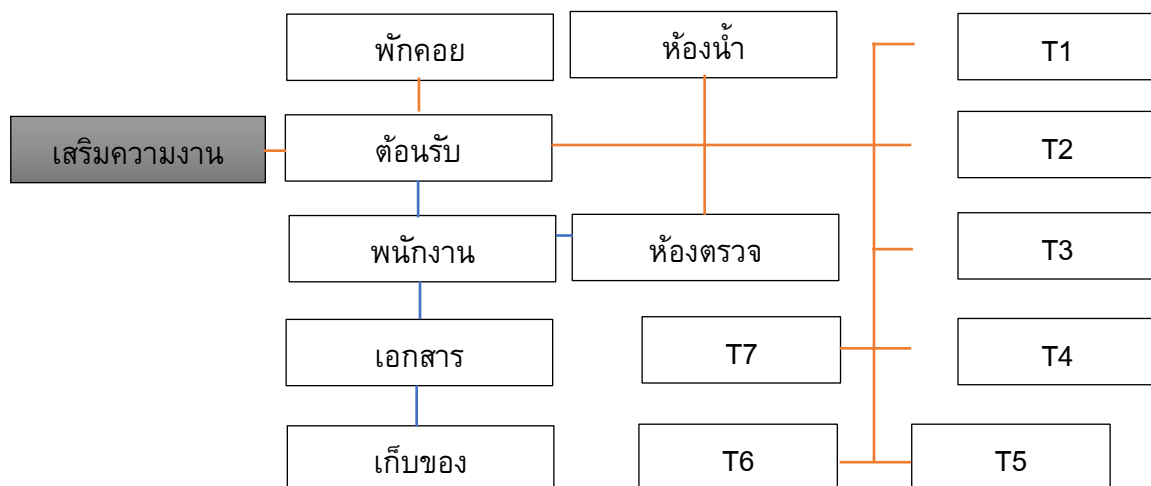 พักคอย
ห้องน้ำ
T1
เสริมความงาน
ต้อนรับ
T2
พนักงาน
ห้องตรวจ
T3
เอกสาร
T7
T4
เก็บของ
T6
T5